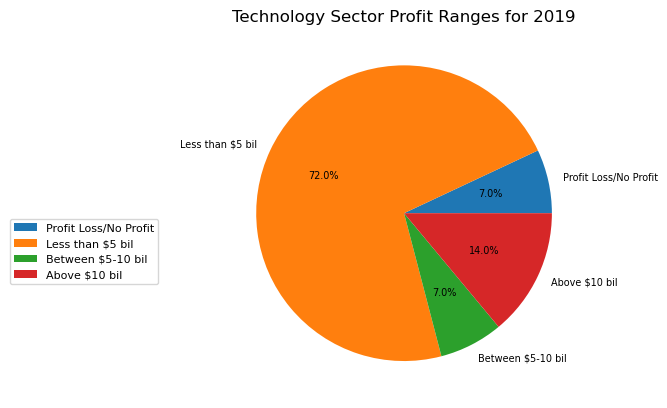 Technology Sector Profit Ranges for 2019
Less than $5 bil
72.0%
Profit Loss/No Profit
7.0%
14.0%
Above $10 bil
7.0%
Between $5-10 bil
Profit Loss/No Profit
Less than $5 bil
Between $5-10 bil
Above $10 bil